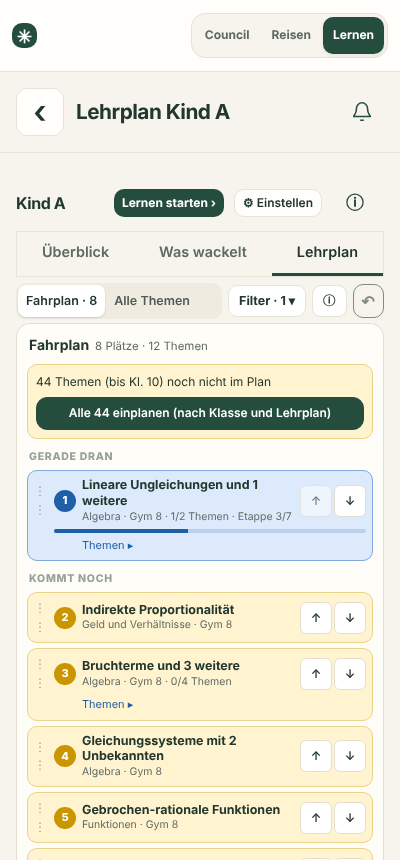 Council Reisen Lernen
‹ Lehrplan Kind A
Kind A Lernen starten › ⚙ Einstellen ⓘ
Überblick Was wackelt Lehrplan
Fahrplan · 8 Alle Themen Filter · 1 ▾ ⓘ ↶
Fahrplan 8 Plätze · 12 Themen
44 Themen (bis Kl. 10) noch nicht im Plan
Alle 44 einplanen (nach Klasse und Lehrplan)
GERADE DRAN
1 Lineare Ungleichungen und 1
weitere
Algebra · Gym 8 · 1/2 Themen · Etappe 3/7
↑ ↓
Themen ▸
KOMMT NOCH
2 Indirekte Proportionalität
Geld und Verhältnisse · Gym 8
↑ ↓
3 Bruchterme und 3 weitere
Algebra · Gym 8 · 0/4 Themen
↑ ↓
Themen ▸
4 Gleichungssysteme mit 2
Unbekannten
Algebra · Gym 8
↑ ↓
5 Gebrochen-rationale Funktionen
Funktionen · Gym 8
↑ ↓